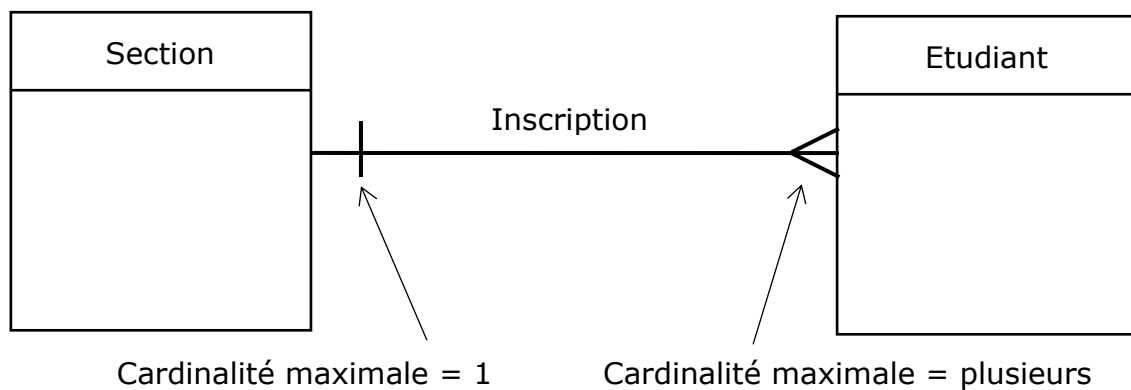 Section
Etudiant
Inscription
Cardinalité maximale = 1
Cardinalité maximale = plusieurs